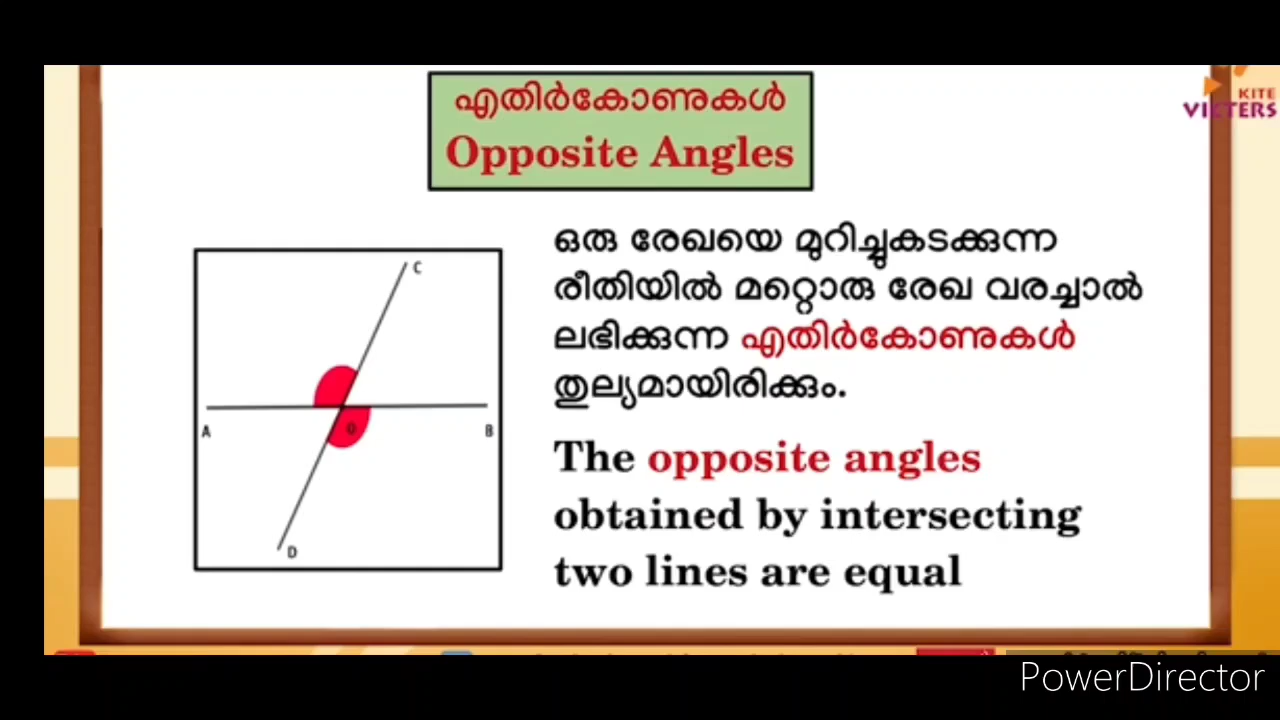 എതിർകോണുകൾ
Opposite Angles
KITE
VICTERS
ഒരു രേഖയെ മുറിച്ചുകടക്കുന്ന
രീതിയിൽ മറ്റൊരു രേഖ വരച്ചാൽ
ലഭിക്കുന്ന എതിർകോണുകൾ
തുല്യമായിരിക്കും.
The opposite angles
obtained by intersecting
two lines are equal
C
A
O
B
D
PowerDirector